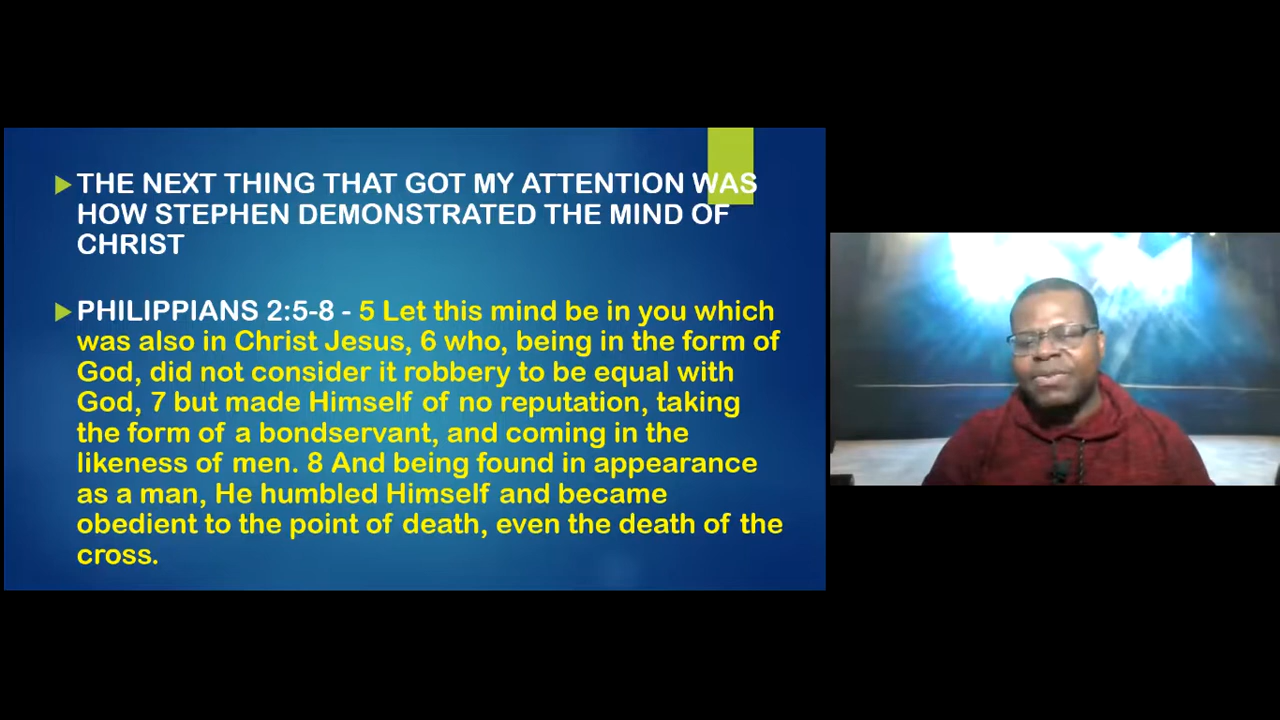 THE NEXT THING THAT GOT MY ATTENTION WAS
HOW STEPHEN DEMONSTRATED THE MIND OF
CHRIST
PHILIPPIANS 2:5-8 - 5 Let this mind be in you which
was also in Christ Jesus, 6 who, being in the form of
God, did not consider it robbery to be equal with
God, 7 but made Himself of no reputation, taking
the form of a bondservant, and coming in the
likeness of men. 8 And being found in appearance
as a man, He humbled Himself and became
obedient to the point of death, even the death of the
cross.